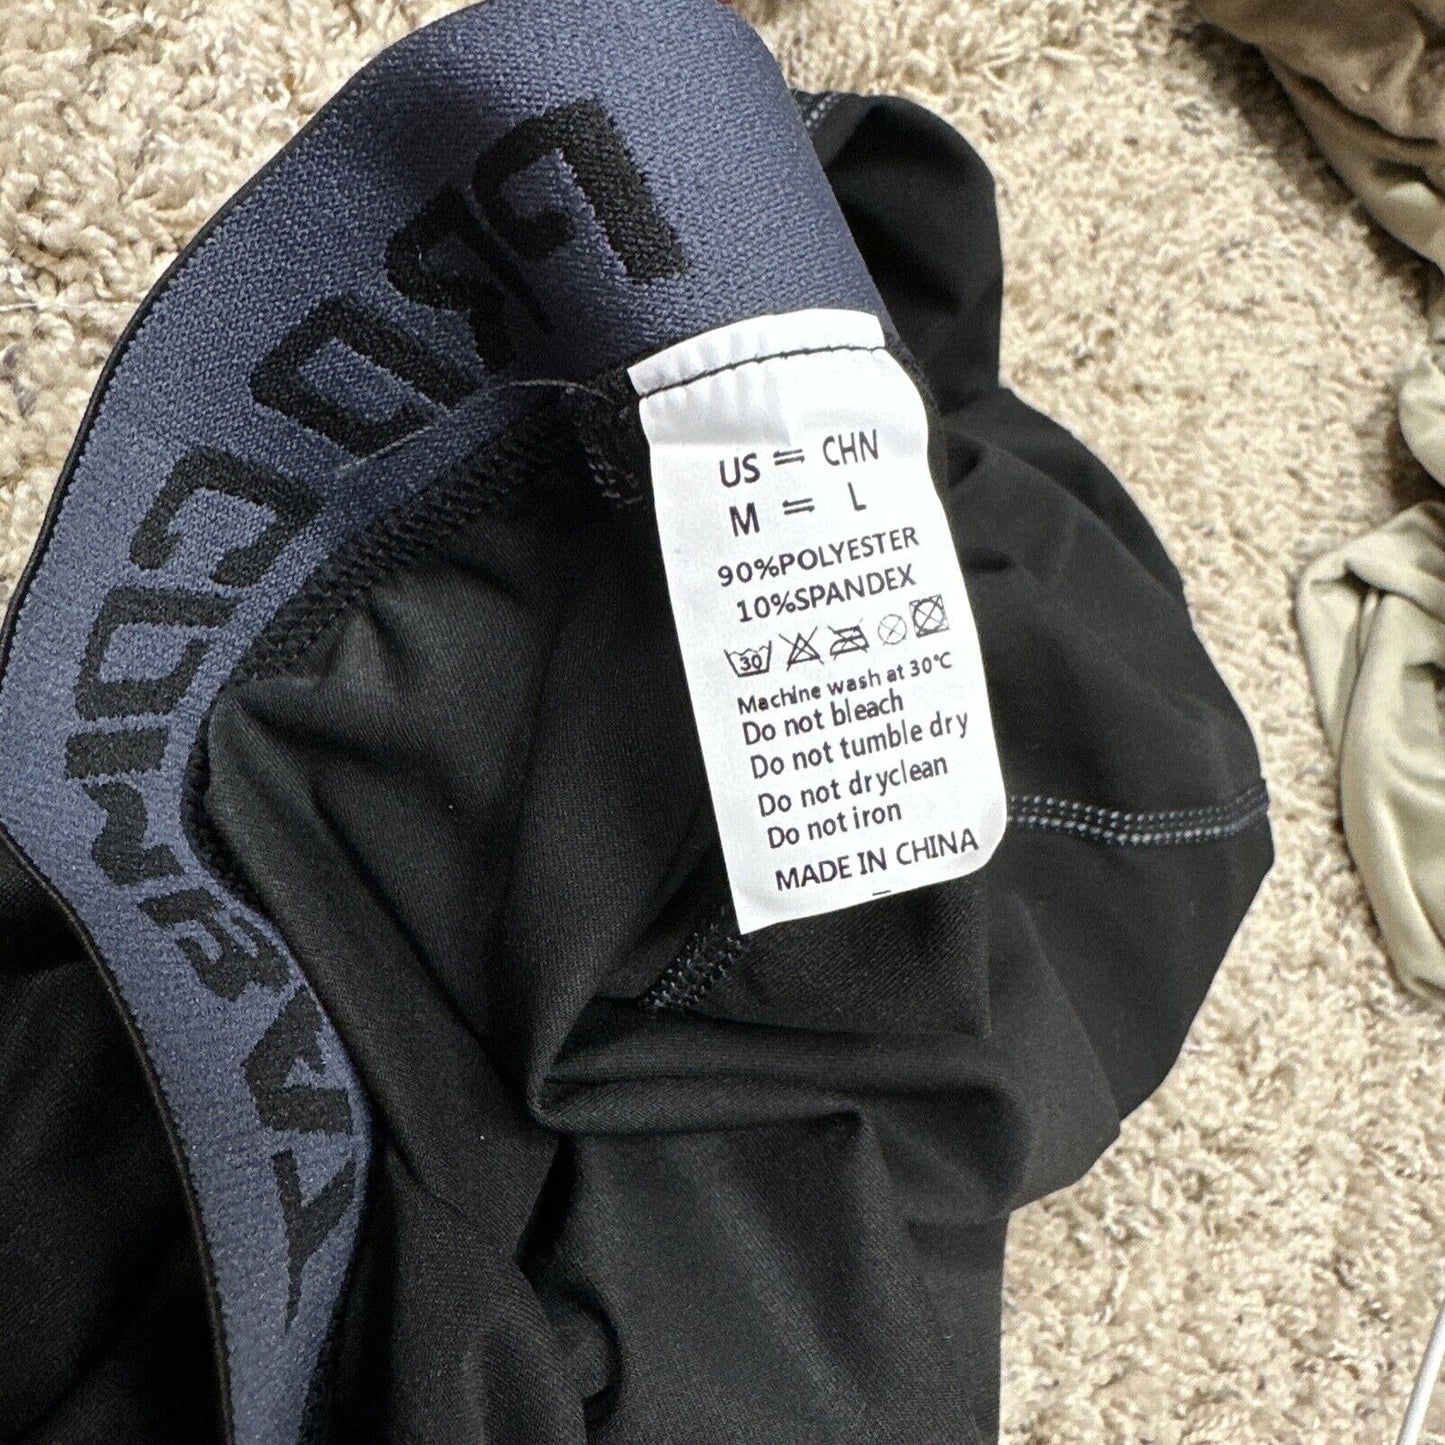 US ≒ CHN
M ≒ L
90%POLYESTER
10%SPANDEX
30
Machine wash at 30℃
Do not bleach
Do not tumble dry
Do not dryclean
Do not iron
MADE IN CHINA